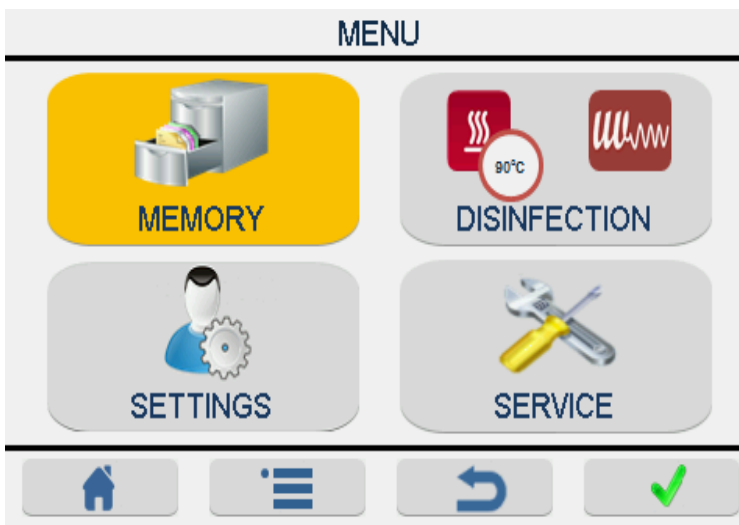 MENU
90°C
MEMORY
DISINFECTION
SETTINGS
SERVICE